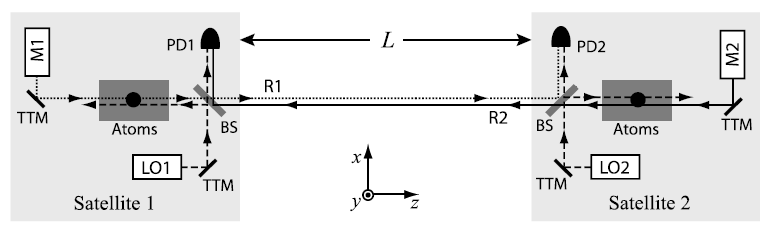 M1
PD1
L
PD2
M2
R1
TTM
Atoms
BS
R2
BS
Atoms
TTM
LO1
TTM
x
y
z
TTM
LO2
Satellite 1
Satellite 2